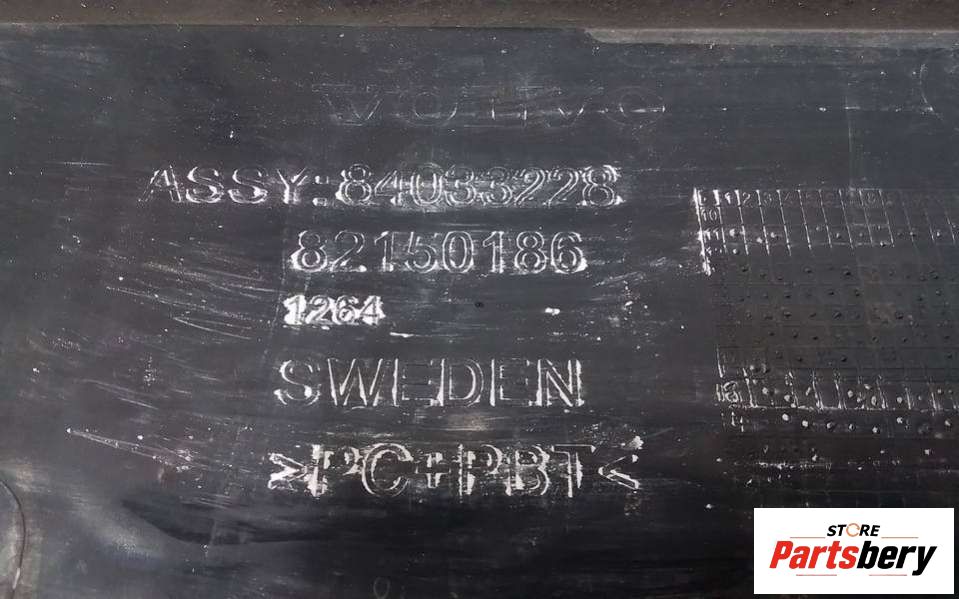 VOLVO
ASSY:84033228
82150186
1264
SWEDEN
>PC+PBT<
STORE
Partsbery